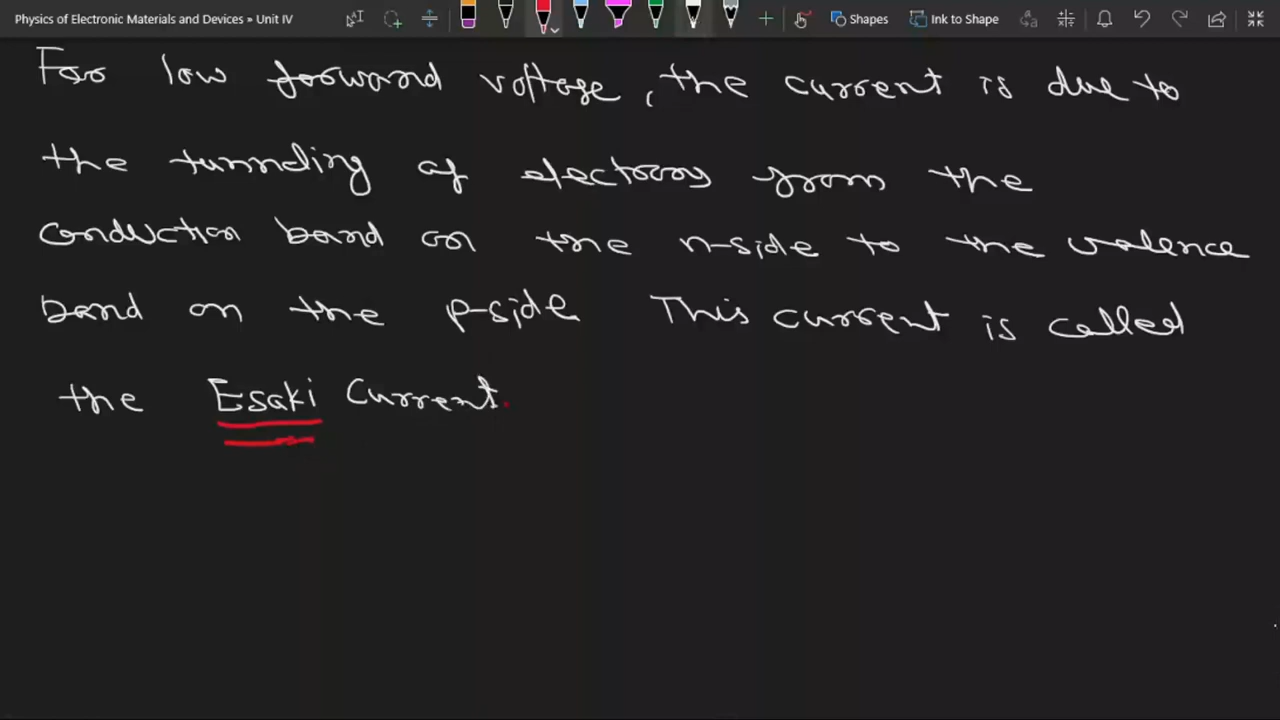 Physics of Electronic Materials and Devices » Unit IV
Shapes
Ink to Shape
For low forward voltage, the current is due to
the tunneling of electrons from the
conduction band on the n-side to the valence
band on the p-side. This current is called
the Esaki Current.